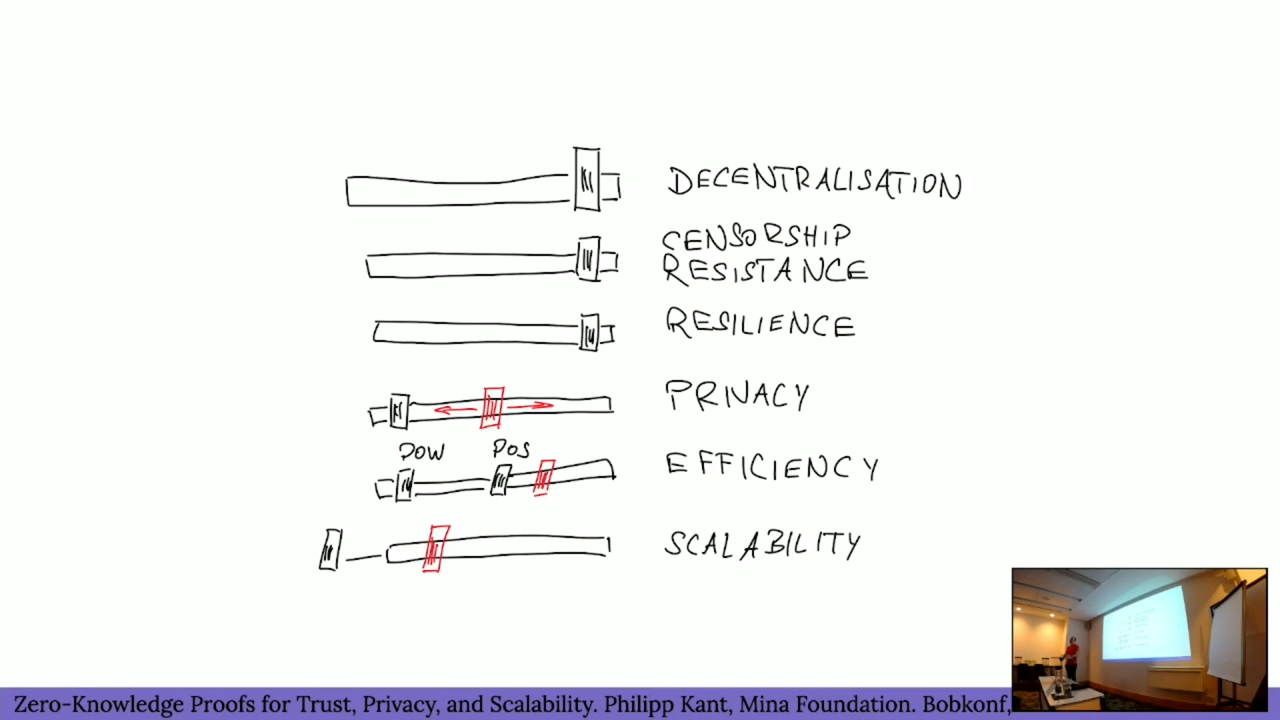 DECENTRALISATION
CENSORSHIP
RESISTANCE
RESILIENCE
PRIVACY
POW POS
EFFICIENCY
SCALABILITY
Zero-Knowledge Proofs for Trust, Privacy, and Scalability. Philipp Kant, Mina Foundation. Bobkonf,